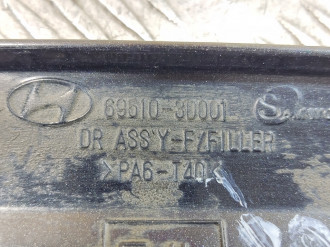 69510-3D001
DR ASS'Y-F/FILLER
>PA6-T40<